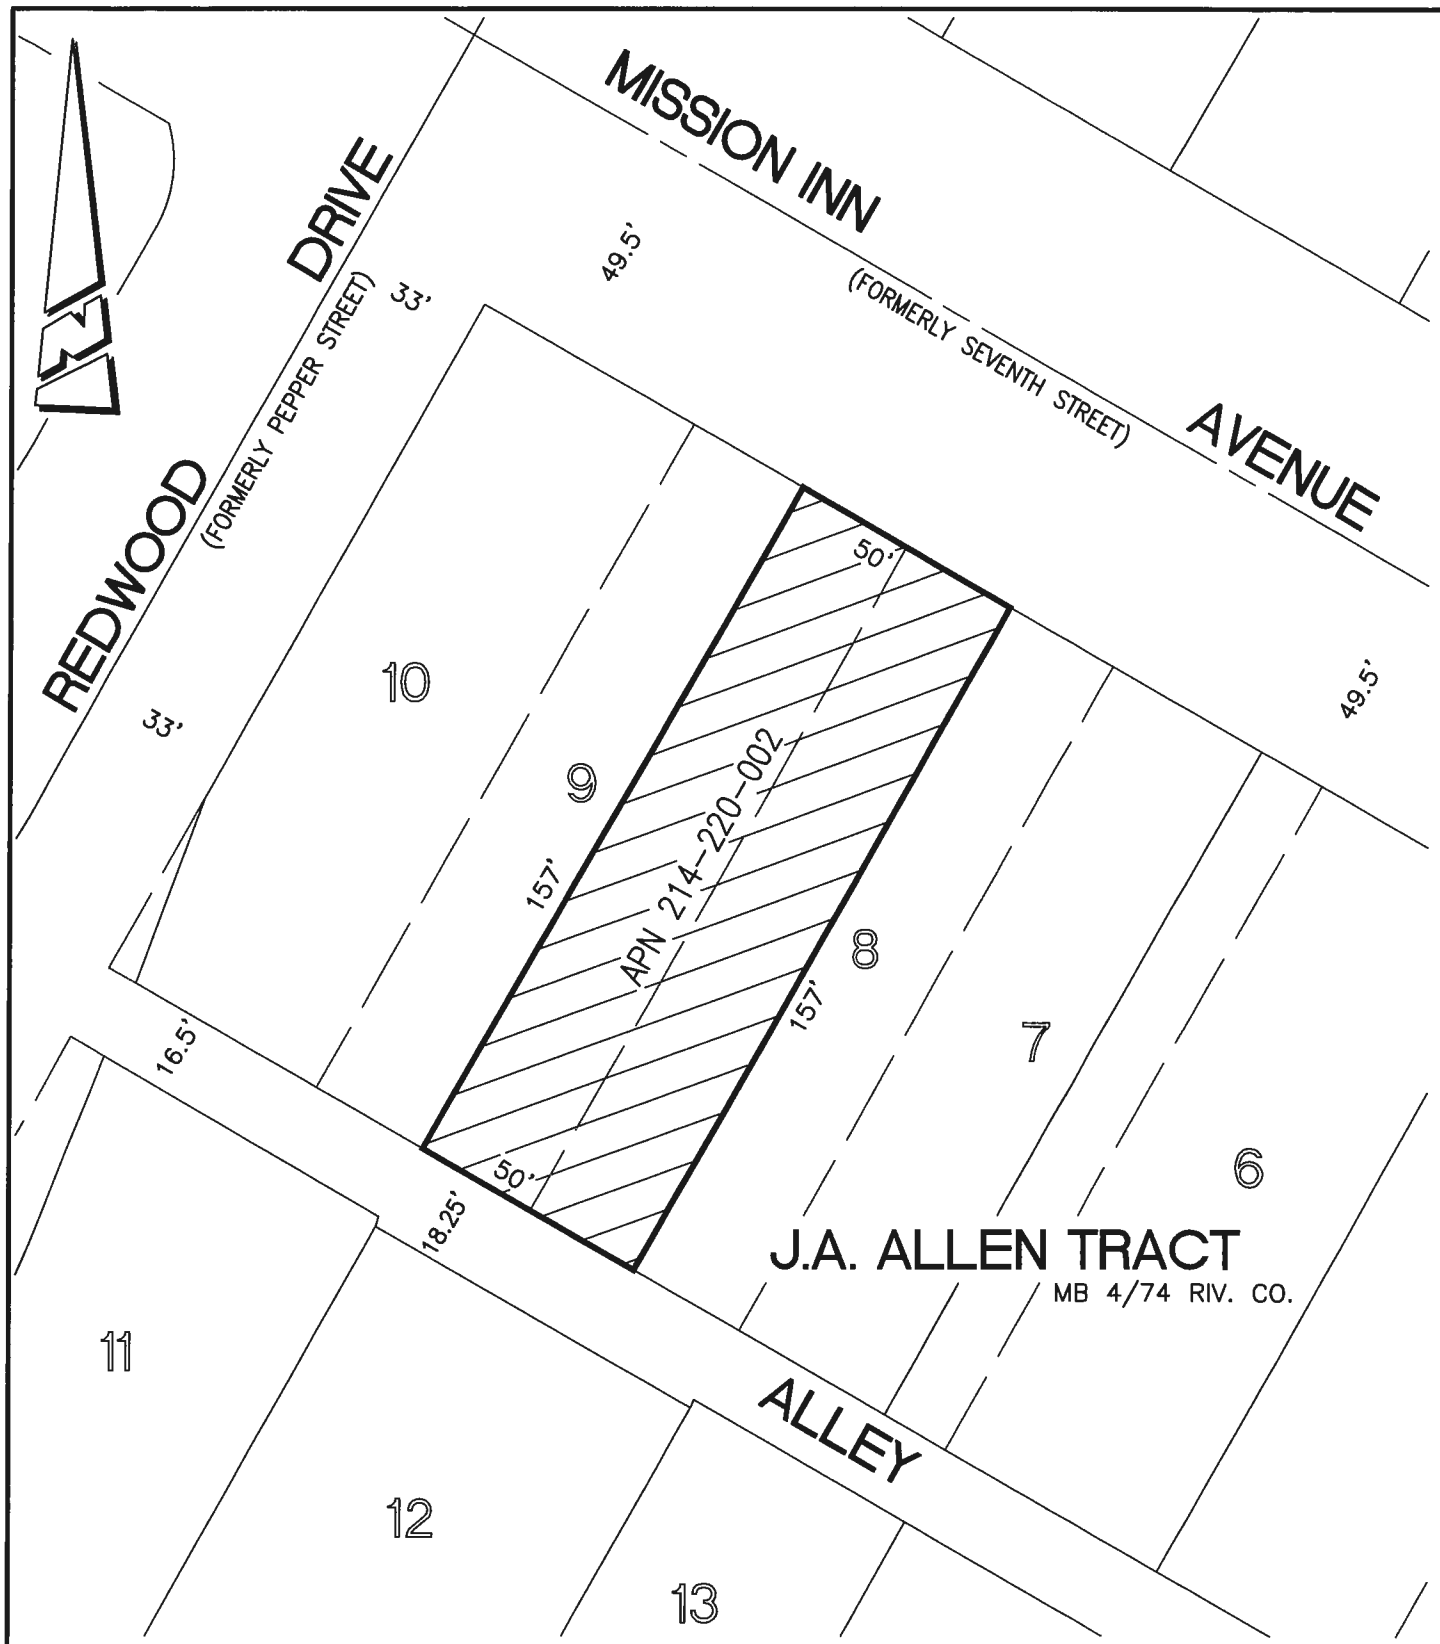 MISSION INN
AVENUE
(FORMERLY SEVENTH STREET)
REDWOOD
DRIVE
(FORMERLY PEPPER STREET)
N
33'
49.5'
50'
10
33'
49.5'
9
APN 214-220-002
157'
8
157'
7
16.5'
50'
6
18.25'
J.A. ALLEN TRACT
MB 4/74 RIV. CO.
11
ALLEY
12
13